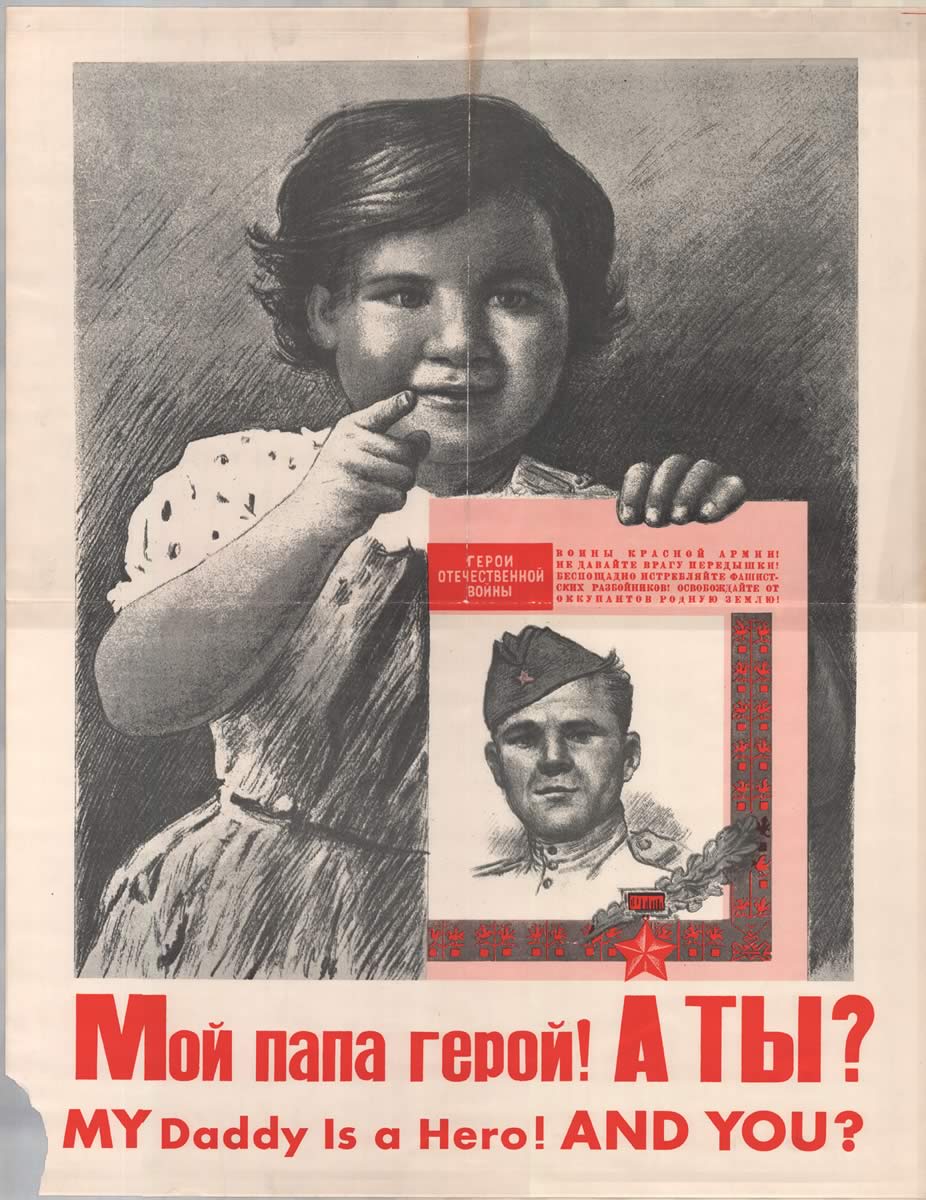 ГЕРОИ
ОТЕЧЕСТВЕННОЙ
ВОЙНЫ
ВОИНЫ КРАСНОЙ АРМИИ!
НЕ ДАВАЙТЕ ВРАГУ ПЕРЕДЫШКИ!
БЕСПОЩАДНО ИСТРЕБЛЯЙТЕ ФАШИСТ-
СКИХ РАЗБОЙНИКОВ! ОСВОБОЖДАЙТЕ ОТ
ОККУПАНТОВ РОДНУЮ ЗЕМЛЮ!
Мой папа герой! А ТЫ?
MY Daddy Is a Hero! AND YOU?